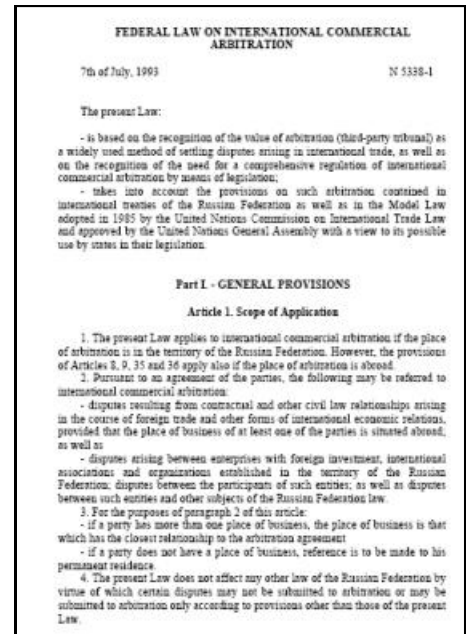 FEDERAL LAW ON INTERNATIONAL COMMERCIAL
ARBITRATION
7th of July, 1993 N 5338-1
The present Law:
- is based on the recognition of the value of arbitration (third-party tribunal) as
a widely used method of settling disputes arising in international trade, as well as
on the recognition of the need for a comprehensive regulation of international
commercial arbitration by means of legislation;
- takes into account the provisions on such arbitration contained in
international treaties of the Russian Federation as well as in the Model Law
adopted in 1985 by the United Nations Commission on International Trade Law
and approved by the United Nations General Assembly with a view to its possible
use by states in their legislation.
Part I. - GENERAL PROVISIONS
Article 1. Scope of Application
1. The present Law applies to international commercial arbitration if the place
of arbitration is in the territory of the Russian Federation. However, the provisions
of Articles 8, 9, 35 and 36 apply also if the place of arbitration is abroad.
2. Pursuant to an agreement of the parties, the following may be referred to
international commercial arbitration:
- disputes resulting from contractual and other civil law relationships arising
in the course of foreign trade and other forms of international economic relations,
provided that the place of business of at least one of the parties is situated abroad;
as well as
- disputes arising between enterprises with foreign investment, international
associations and organizations established in the territory of the Russian
Federation; disputes between the participants of such entities; as well as disputes
between such entities and other subjects of the Russian Federation law.
3. For the purposes of paragraph 2 of this article:
- if a party has more than one place of business, the place of business is that
which has the closest relationship to the arbitration agreement
- if a party does not have a place of business, reference is to be made to his
permanent residence.
4. The present Law does not affect any other law of the Russian Federation by
virtue of which certain disputes may not be submitted to arbitration or may be
submitted to arbitration only according to provisions other than those of the present
Law.